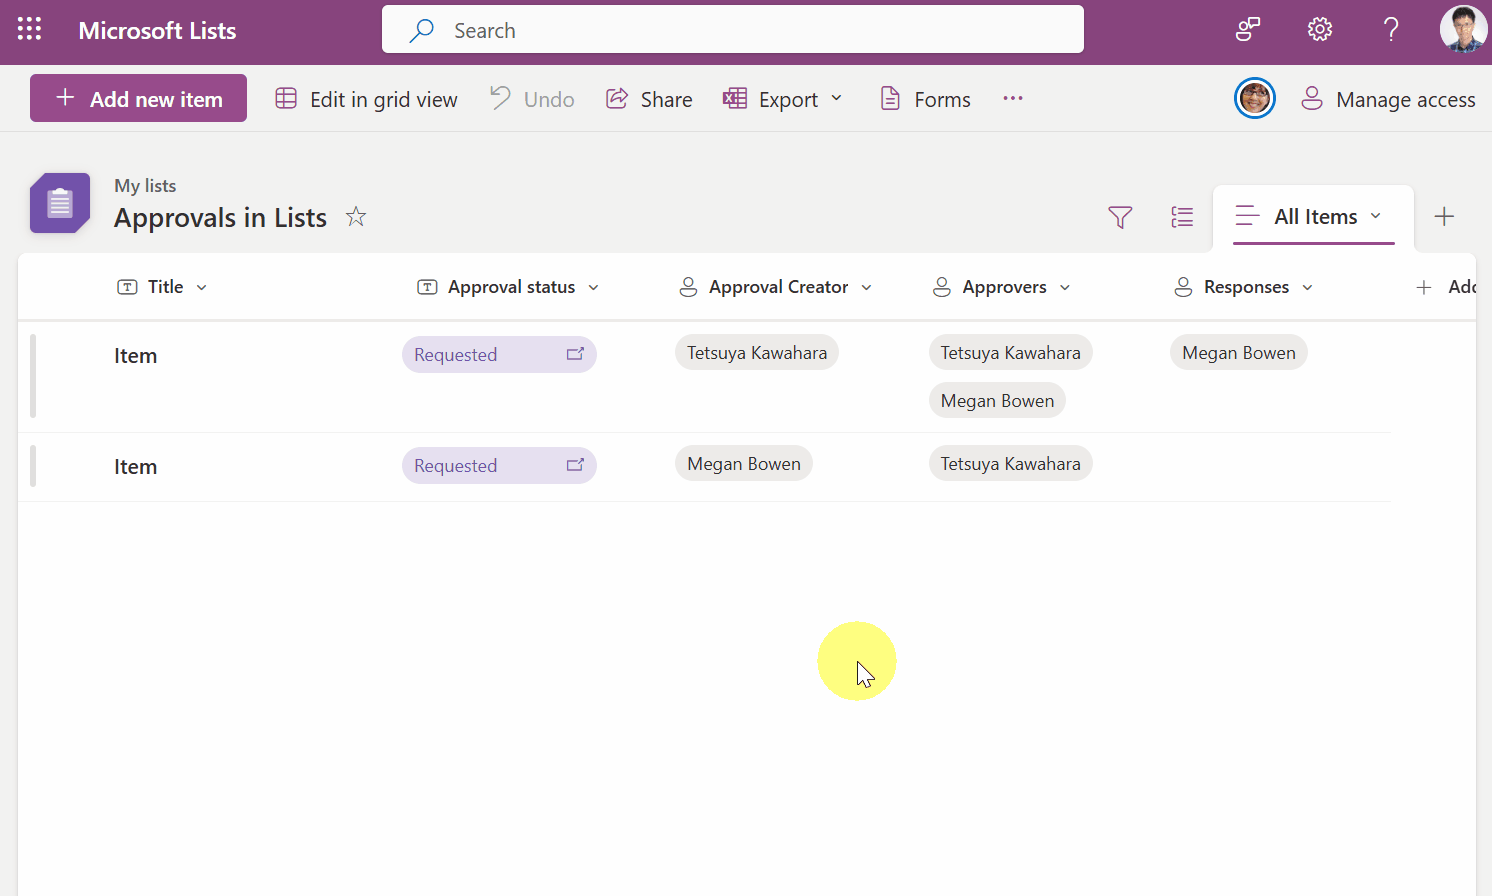 Microsoft Lists
Search
Add new item
Edit in grid view
Undo
Share
Export
Forms
Manage access
My lists
Approvals in Lists
All Items
Title
Approval status
Approval Creator
Approvers
Responses
Add
Item
Requested
Tetsuya Kawahara
Tetsuya Kawahara
Megan Bowen
Megan Bowen
Item
Requested
Megan Bowen
Tetsuya Kawahara